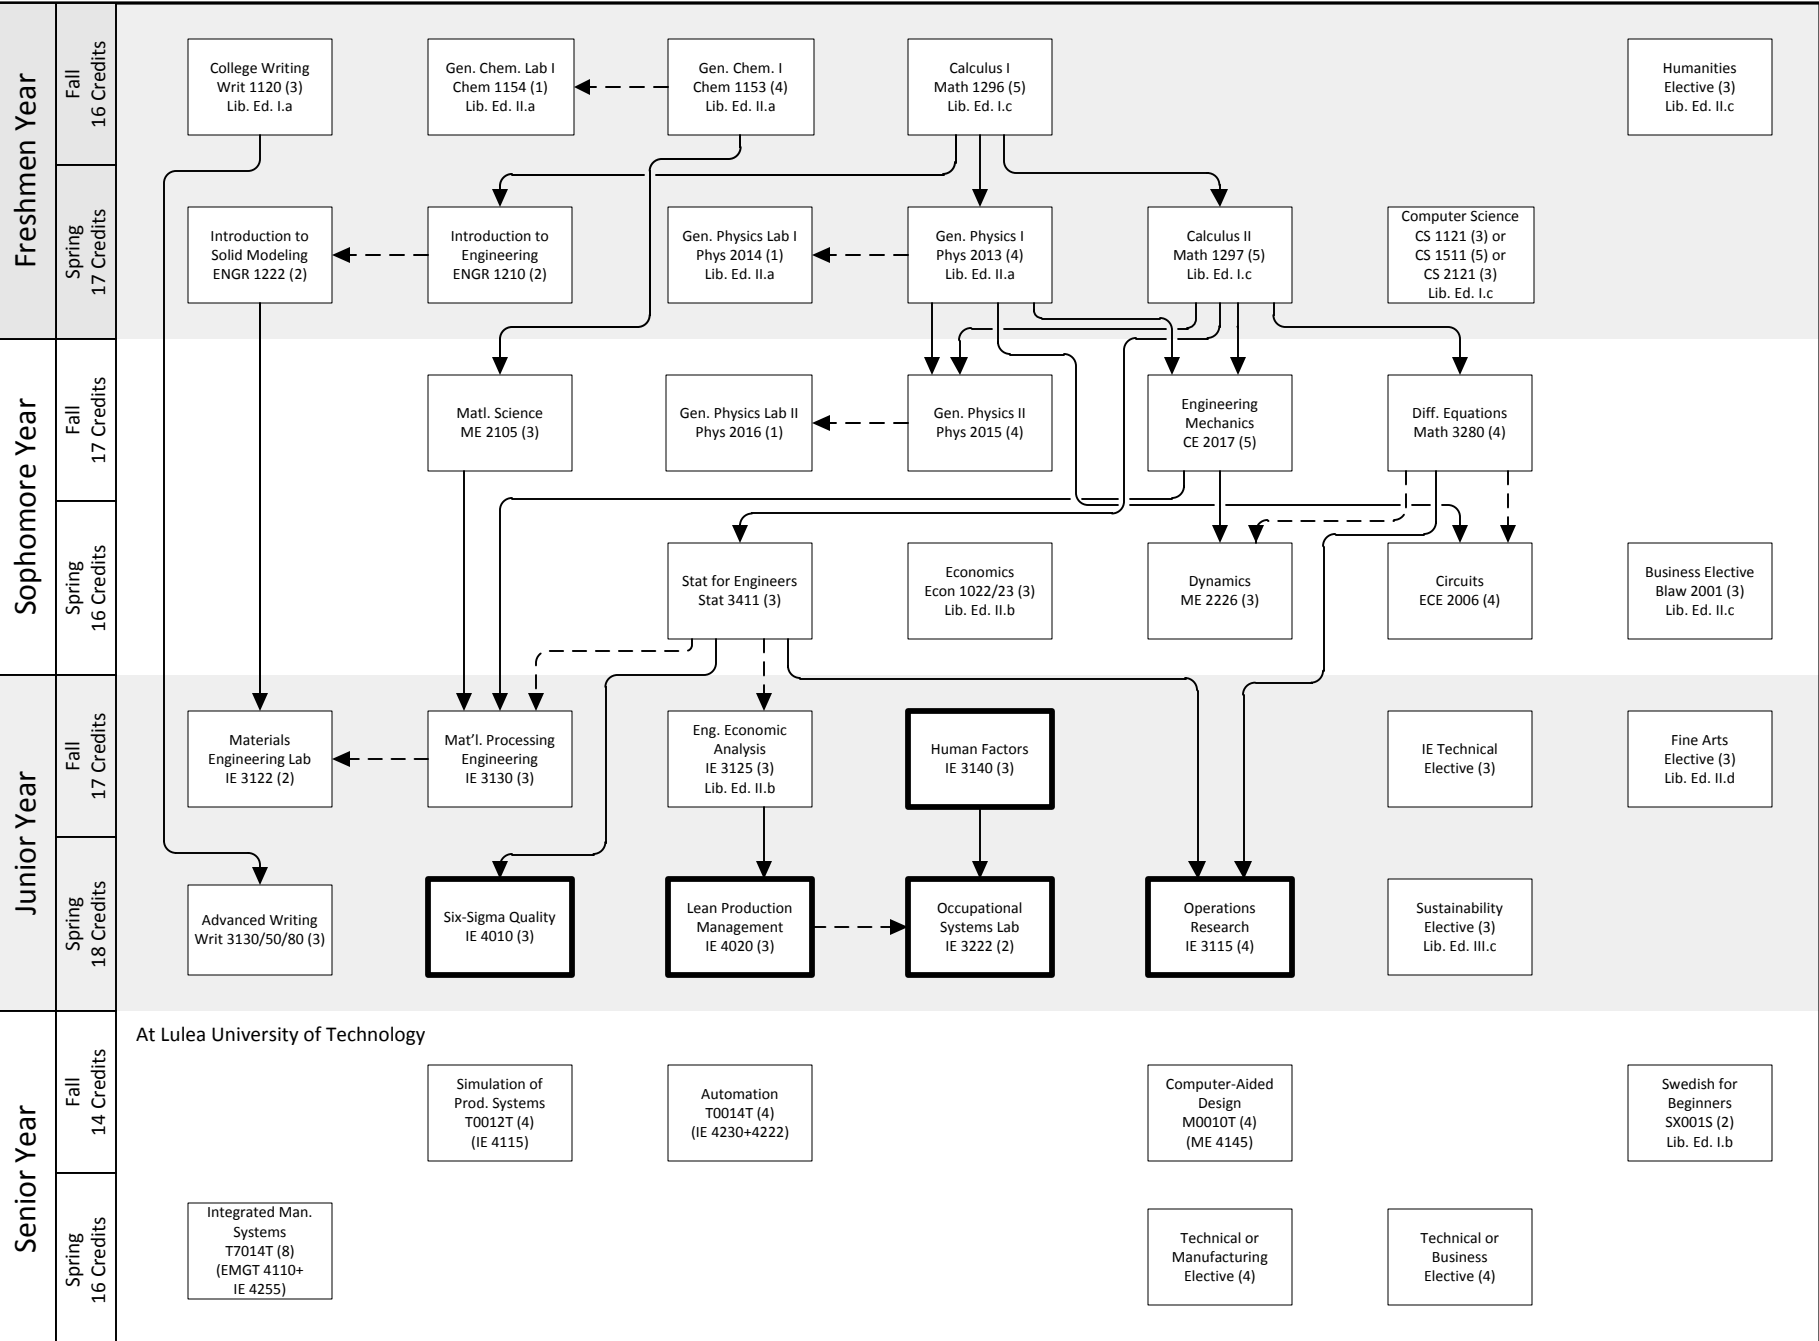 Freshmen Year
Fall
16 Credits
College Writing
Writ 1120 (3)
Lib. Ed. I.a
Gen. Chem. Lab I
Chem 1154 (1)
Lib. Ed. II.a
Gen. Chem. I
Chem 1153 (4)
Lib. Ed. II.a
Calculus I
Math 1296 (5)
Lib. Ed. I.c
Humanities
Elective (3)
Lib. Ed. II.c
Spring
17 Credits
Introduction to
Solid Modeling
ENGR 1222 (2)
Introduction to
Engineering
ENGR 1210 (2)
Gen. Physics Lab I
Phys 2014 (1)
Lib. Ed. II.a
Gen. Physics I
Phys 2013 (4)
Lib. Ed. II.a
Calculus II
Math 1297 (5)
Lib. Ed. I.c
Computer Science
CS 1121 (3) or
CS 1511 (5) or
CS 2121 (3)
Lib. Ed. I.c
Sophomore Year
Fall
17 Credits
Matl. Science
ME 2105 (3)
Gen. Physics Lab II
Phys 2016 (1)
Gen. Physics II
Phys 2015 (4)
Engineering
Mechanics
CE 2017 (5)
Diff. Equations
Math 3280 (4)
Spring
16 Credits
Stat for Engineers
Stat 3411 (3)
Economics
Econ 1022/23 (3)
Lib. Ed. II.b
Dynamics
ME 2226 (3)
Circuits
ECE 2006 (4)
Business Elective
Blaw 2001 (3)
Lib. Ed. II.c
Junior Year
Fall
17 Credits
Materials
Engineering Lab
IE 3122 (2)
Mat'l. Processing
Engineering
IE 3130 (3)
Eng. Economic
Analysis
IE 3125 (3)
Lib. Ed. II.b
Human Factors
IE 3140 (3)
IE Technical
Elective (3)
Fine Arts
Elective (3)
Lib. Ed. II.d
Spring
18 Credits
Advanced Writing
Writ 3130/50/80 (3)
Six-Sigma Quality
IE 4010 (3)
Lean Production
Management
IE 4020 (3)
Occupational
Systems Lab
IE 3222 (2)
Operations
Research
IE 3115 (4)
Sustainability
Elective (3)
Lib. Ed. III.c
Senior Year
At Lulea University of Technology
Fall
14 Credits
Simulation of
Prod. Systems
T0012T (4)
(IE 4115)
Automation
T0014T (4)
(IE 4230+4222)
Computer-Aided
Design
M0010T (4)
(ME 4145)
Swedish for
Beginners
SX001S (2)
Lib. Ed. I.b
Spring
16 Credits
Integrated Man.
Systems
T7014T (8)
(EMGT 4110+
IE 4255)
Technical or
Manufacturing
Elective (4)
Technical or
Business
Elective (4)